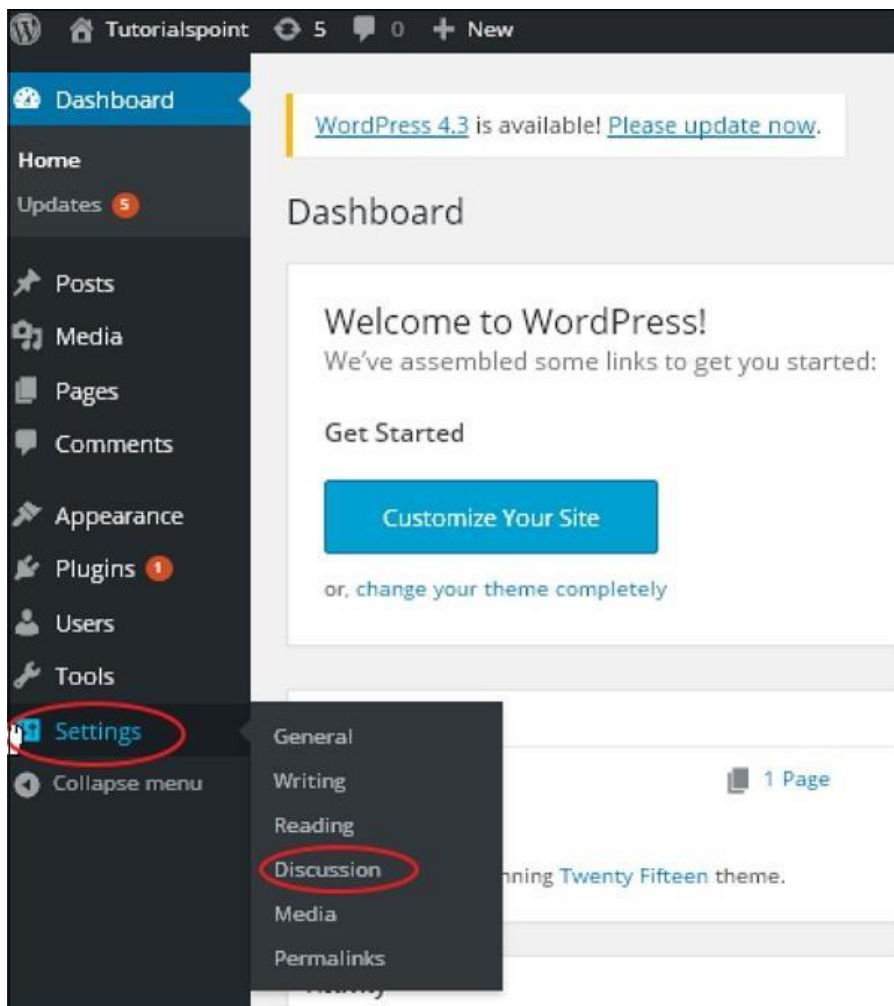 Tutorialspoint 5 0 + New
Dashboard
Home
Updates 5
Posts
Media
Pages
Comments
Appearance
Plugins 1
Users
Tools
Settings
Collapse menu
General
Writing
Reading
Discussion
Media
Permalinks
WordPress 4.3 is available! Please update now.
Dashboard
Welcome to WordPress!
We've assembled some links to get you started:
Get Started
Customize Your Site
or, change your theme completely
1 Page
Twenty Fifteen theme.